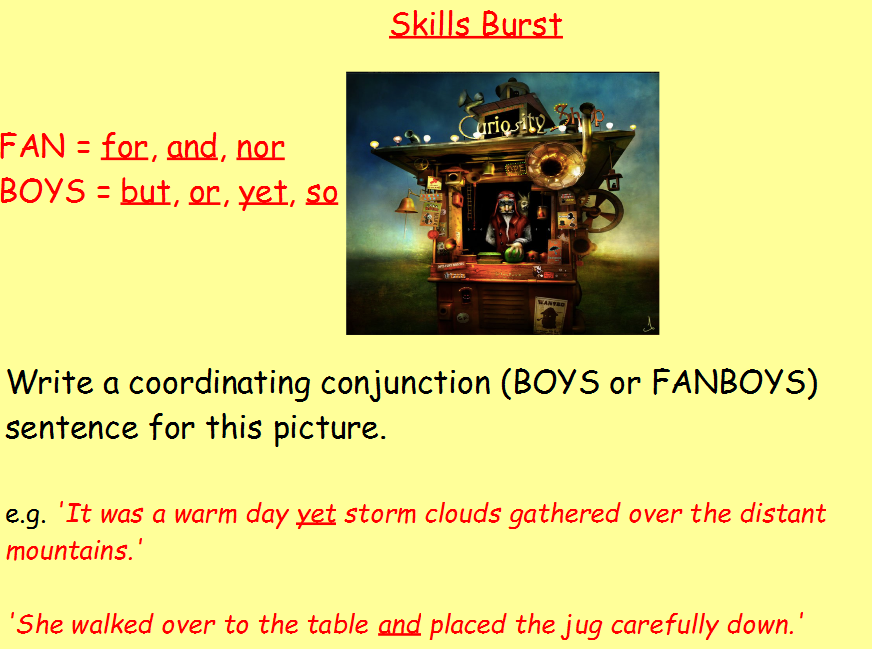 Skills Burst
Curiosity Shop
FAN = for, and, nor
BOYS = but, or, yet, so
WANTED
Write a coordinating conjunction (BOYS or FANBOYS)
sentence for this picture.
e.g. 'It was a warm day yet storm clouds gathered over the distant
mountains.'
'She walked over to the table and placed the jug carefully down.'